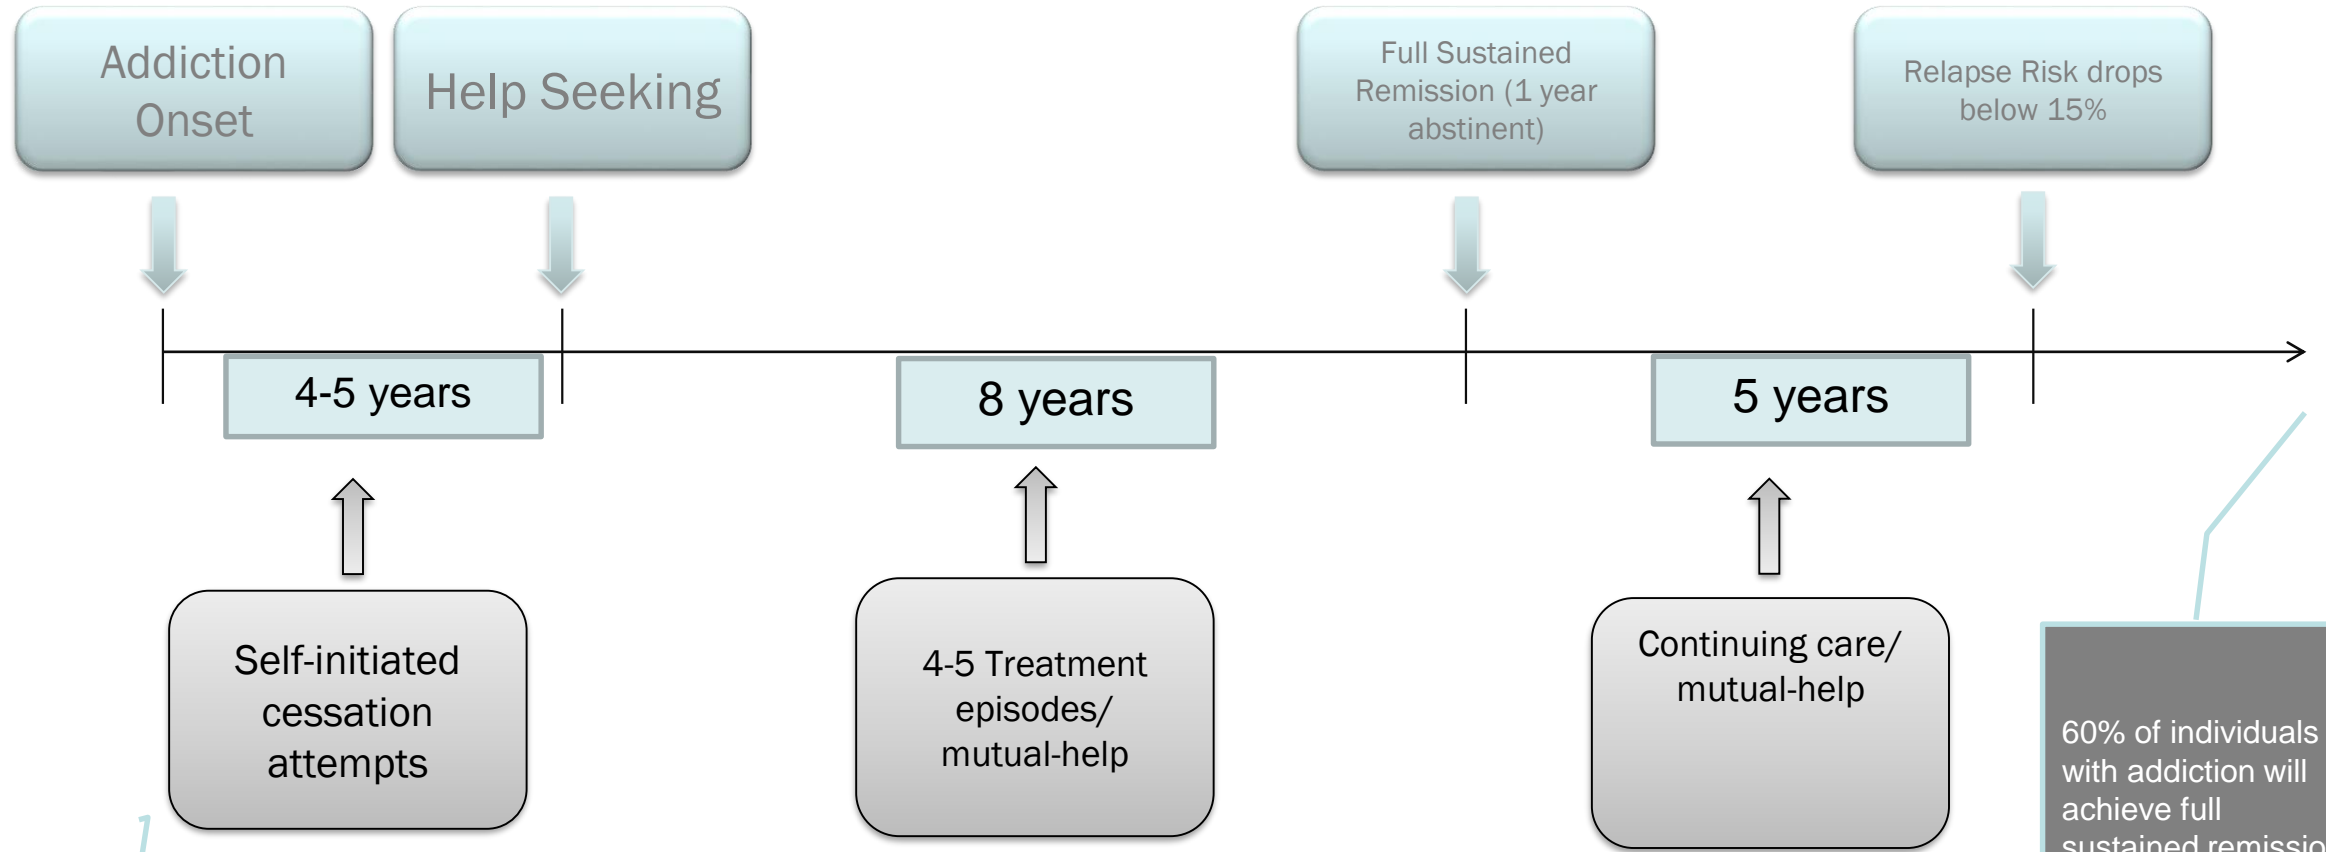 Addiction
Onset
Help Seeking
Full Sustained
Remission (1 year
abstinent)
Relapse Risk drops
below 15%
4-5 years
8 years
5 years
Self-initiated
cessation
attempts
4-5 Treatment
episodes/
mutual-help
Continuing care/
mutual-help
60% of individuals
with addiction will
achieve full
sustained remissio